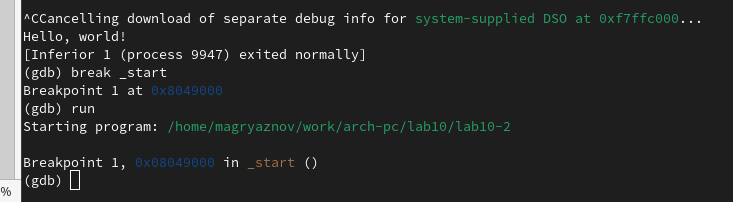 ^CCancelling download of separate debug info for system-supplied DSO at 0xf7ffc000...
Hello, world!
[Inferior 1 (process 9947) exited normally]
(gdb) break _start
Breakpoint 1 at 0x8049000
(gdb) run
Starting program: /home/magryaznov/work/arch-pc/lab10/lab10-2
Breakpoint 1, 0x08049000 in _start ()
(gdb)
%